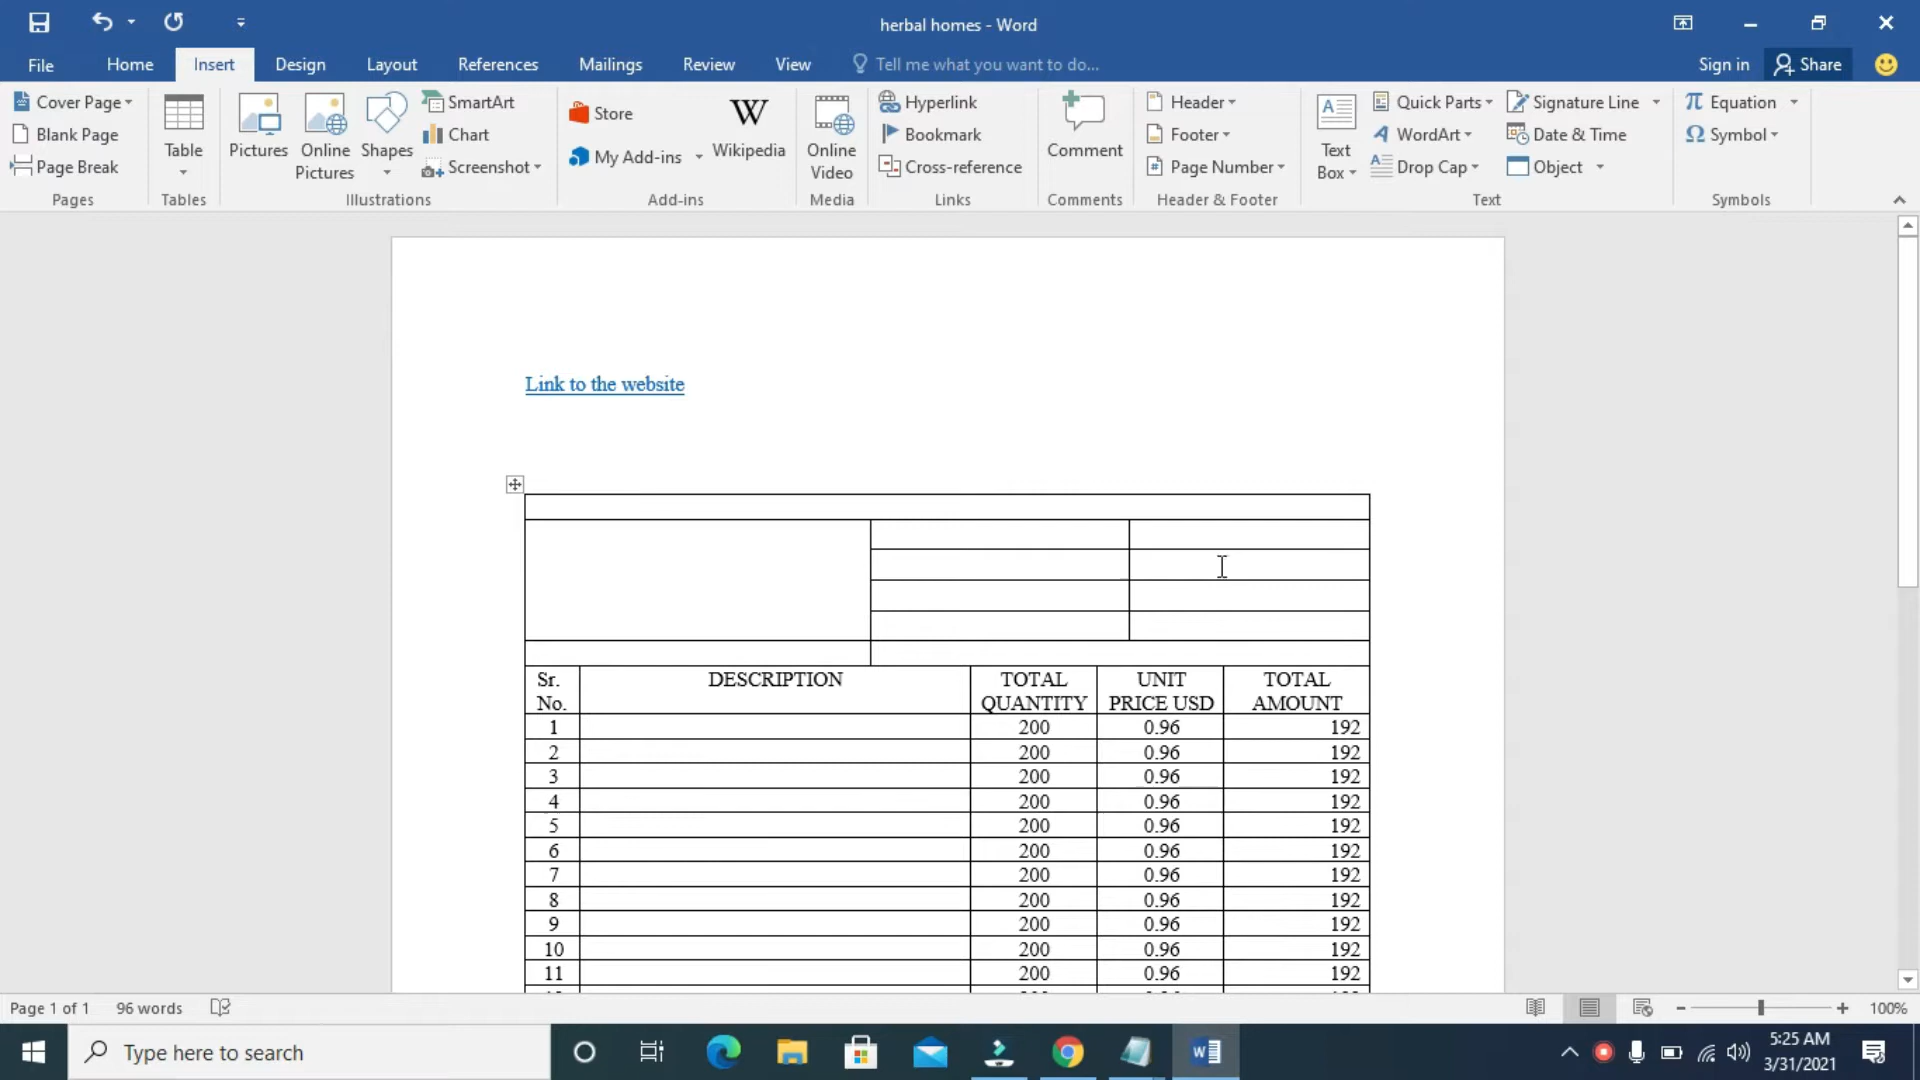 herbal homes - Word
File Home Insert Design Layout References Mailings Review View Tell me what you want to do... Sign in Share
Cover Page
Blank Page
Page Break
Pages
Table
Tables
Pictures
Online Pictures
Shapes
SmartArt
Chart
Screenshot
Illustrations
Store
My Add-ins
Wikipedia
Add-ins
Online Video
Media
Hyperlink
Bookmark
Cross-reference
Links
Comment
Comments
Header
Footer
Page Number
Header & Footer
Text Box
Quick Parts
WordArt
Drop Cap
Signature Line
Date & Time
Object
Text
Equation
Symbol
Symbols
Link to the website
Sr. No. DESCRIPTION TOTAL QUANTITY UNIT PRICE USD TOTAL AMOUNT
1 200 0.96 192
2 200 0.96 192
3 200 0.96 192
4 200 0.96 192
5 200 0.96 192
6 200 0.96 192
7 200 0.96 192
8 200 0.96 192
9 200 0.96 192
10 200 0.96 192
11 200 0.96 192
Page 1 of 1 96 words 100%
Type here to search
5:25 AM
3/31/2021